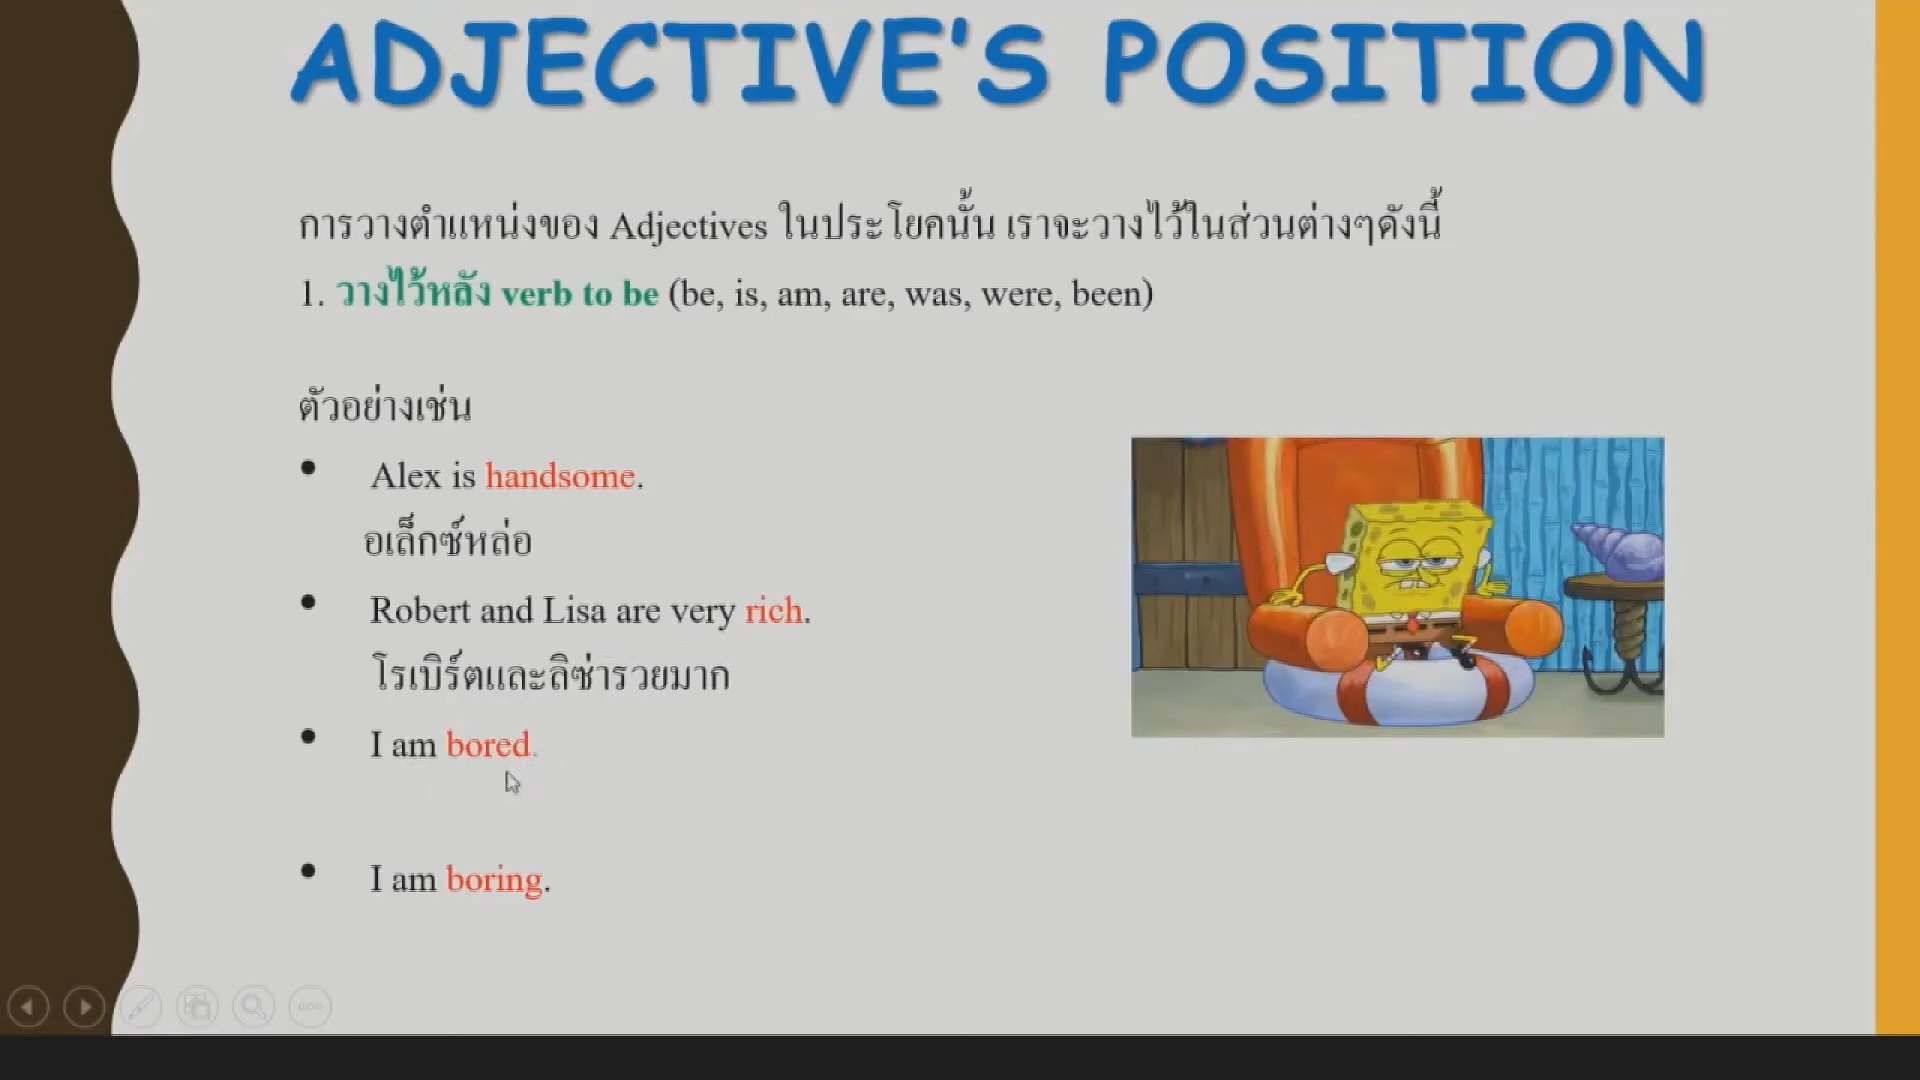 ADJECTIVE'S POSITION
การวางตำแหน่งของ Adjectives ในประโยคนั้น เราจะวางไว้ในส่วนต่างๆดังนี้
1. วางไว้หลัง verb to be (be, is, am, are, was, were, been)
ตัวอย่างเช่น
• Alex is handsome.
อเล็กซ์หล่อ
• Robert and Lisa are very rich.
โรเบิร์ตและลิซ่ารวยมาก
• I am bored.
• I am boring.